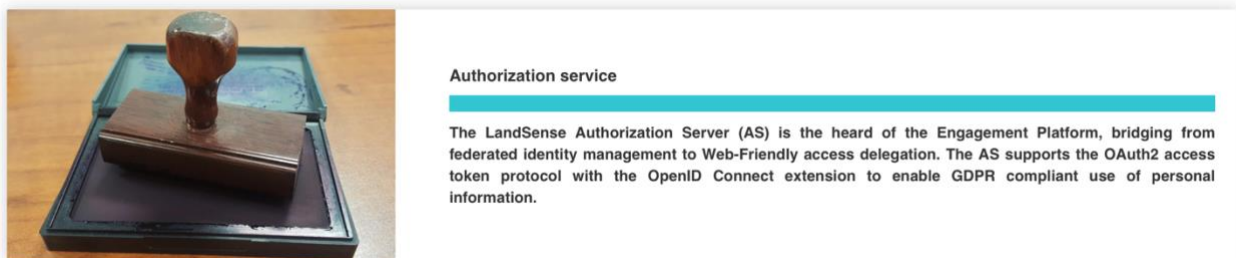 Authorization service
The LandSense Authorization Server (AS) is the heard of the Engagement Platform, bridging from
federated identity management to Web-Friendly access delegation. The AS supports the OAuth2 access
token protocol with the OpenID Connect extension to enable GDPR compliant use of personal
information.